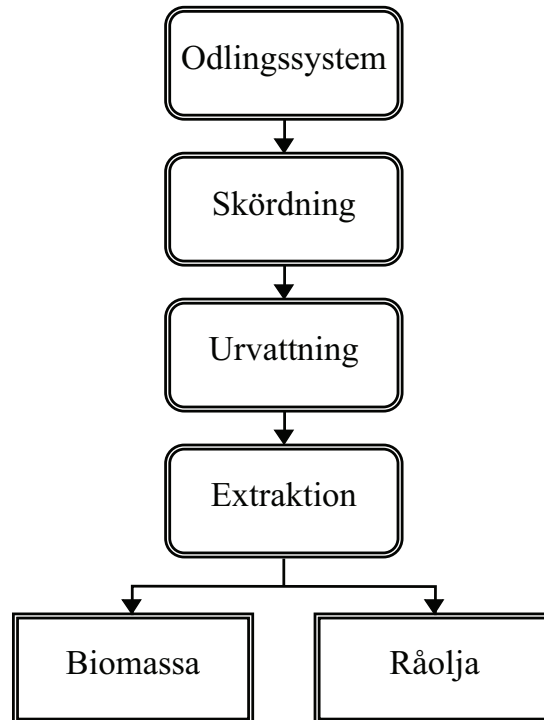 Odlingssystem
Skördning
Urvattning
Extraktion
Biomassa
Råolja